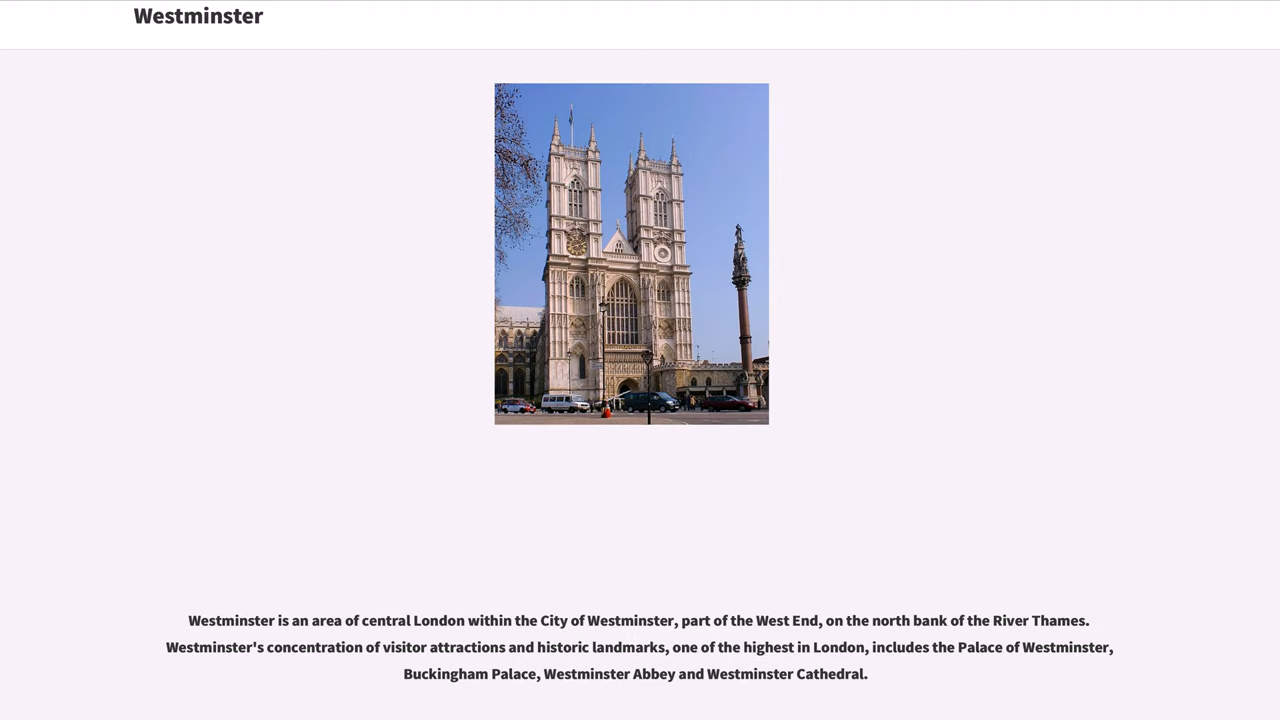 Westminster
Westminster is an area of central London within the City of Westminster, part of the West End, on the north bank of the River Thames.
Westminster's concentration of visitor attractions and historic landmarks, one of the highest in London, includes the Palace of Westminster,
Buckingham Palace, Westminster Abbey and Westminster Cathedral.